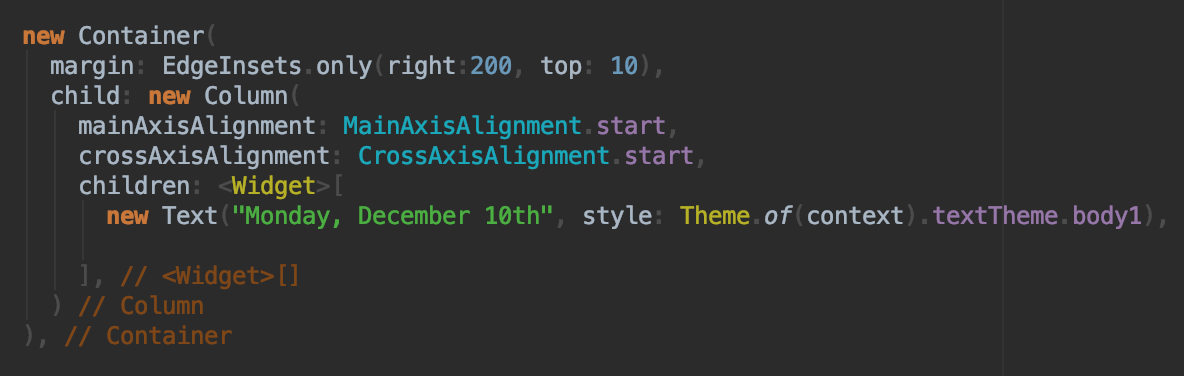 new Container(
margin: EdgeInsets.only(right:200, top: 10),
child: new Column(
mainAxisAlignment: MainAxisAlignment.start,
crossAxisAlignment: CrossAxisAlignment.start,
children: <Widget>[
new Text("Monday, December 10th", style: Theme.of(context).textTheme.body1),
], // <Widget>[]
) // Column
), // Container